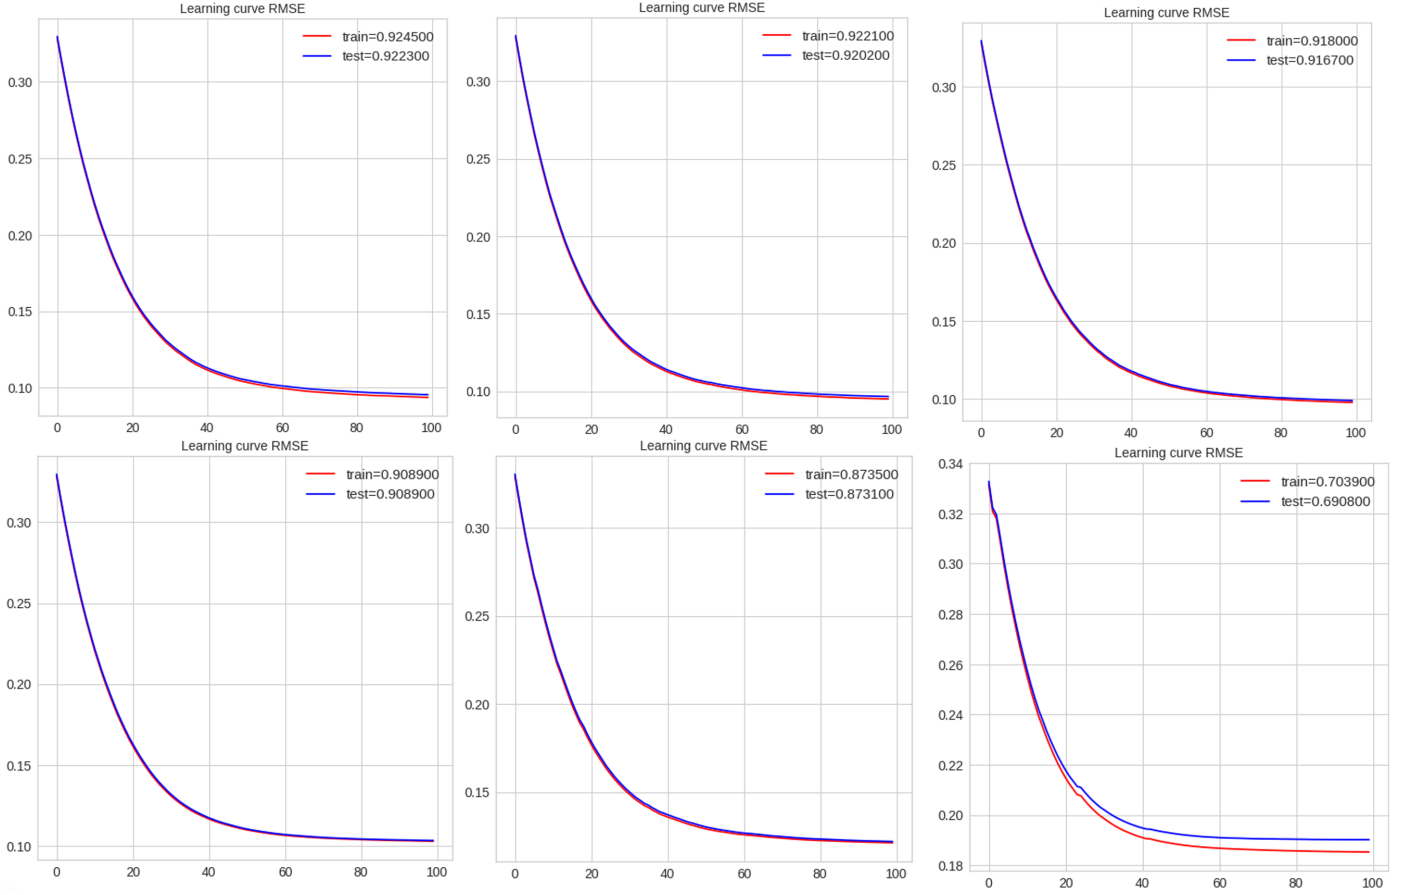 Learning curve RMSE
train=0.924500
test=0.922300
0.30
0.25
0.20
0.15
0.10
0 20 40 60 80 100
Learning curve RMSE
train=0.922100
test=0.920200
0.30
0.25
0.20
0.15
0.10
0 20 40 60 80 100
Learning curve RMSE
train=0.918000
test=0.916700
0.30
0.25
0.20
0.15
0.10
0 20 40 60 80 100
Learning curve RMSE
train=0.908900
test=0.908900
0.30
0.25
0.20
0.15
0.10
0 20 40 60 80 100
Learning curve RMSE
train=0.873500
test=0.873100
0.30
0.25
0.20
0.15
0 20 40 60 80 100
Learning curve RMSE
0.34
train=0.703900
test=0.690800
0.32
0.30
0.28
0.26
0.24
0.22
0.20
0.18
0 20 40 60 80 100